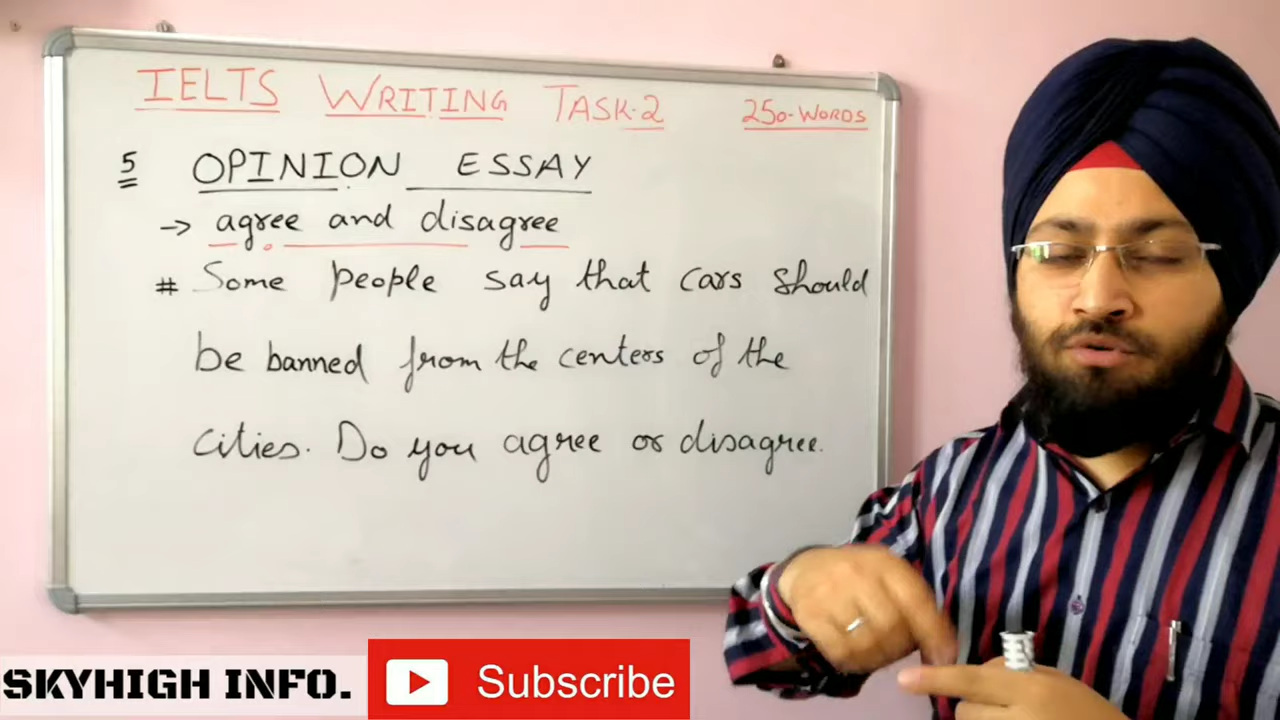 IELTS WRITING TASK-2 250-WORDS
5 OPINION ESSAY
→ agree and disagree
# Some people say that cars should
be banned from the centers of the
cities. Do you agree or disagree.
SKYHIGH INFO. Subscribe